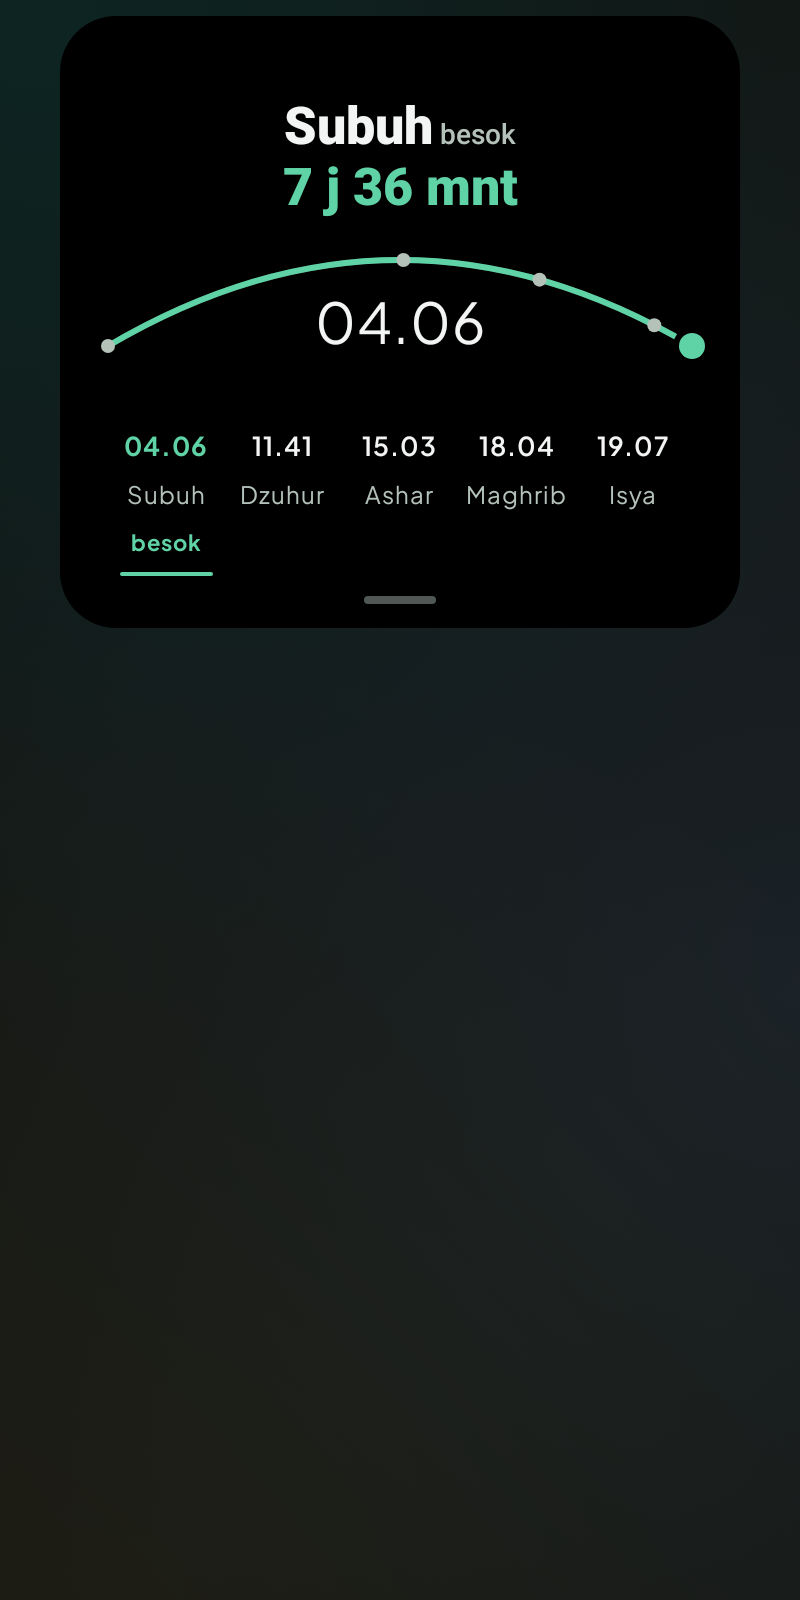 Subuh besok
7 j 36 mnt
04.06
04.06 11.41 15.03 18.04 19.07
Subuh Dzuhur Ashar Maghrib Isya
besok